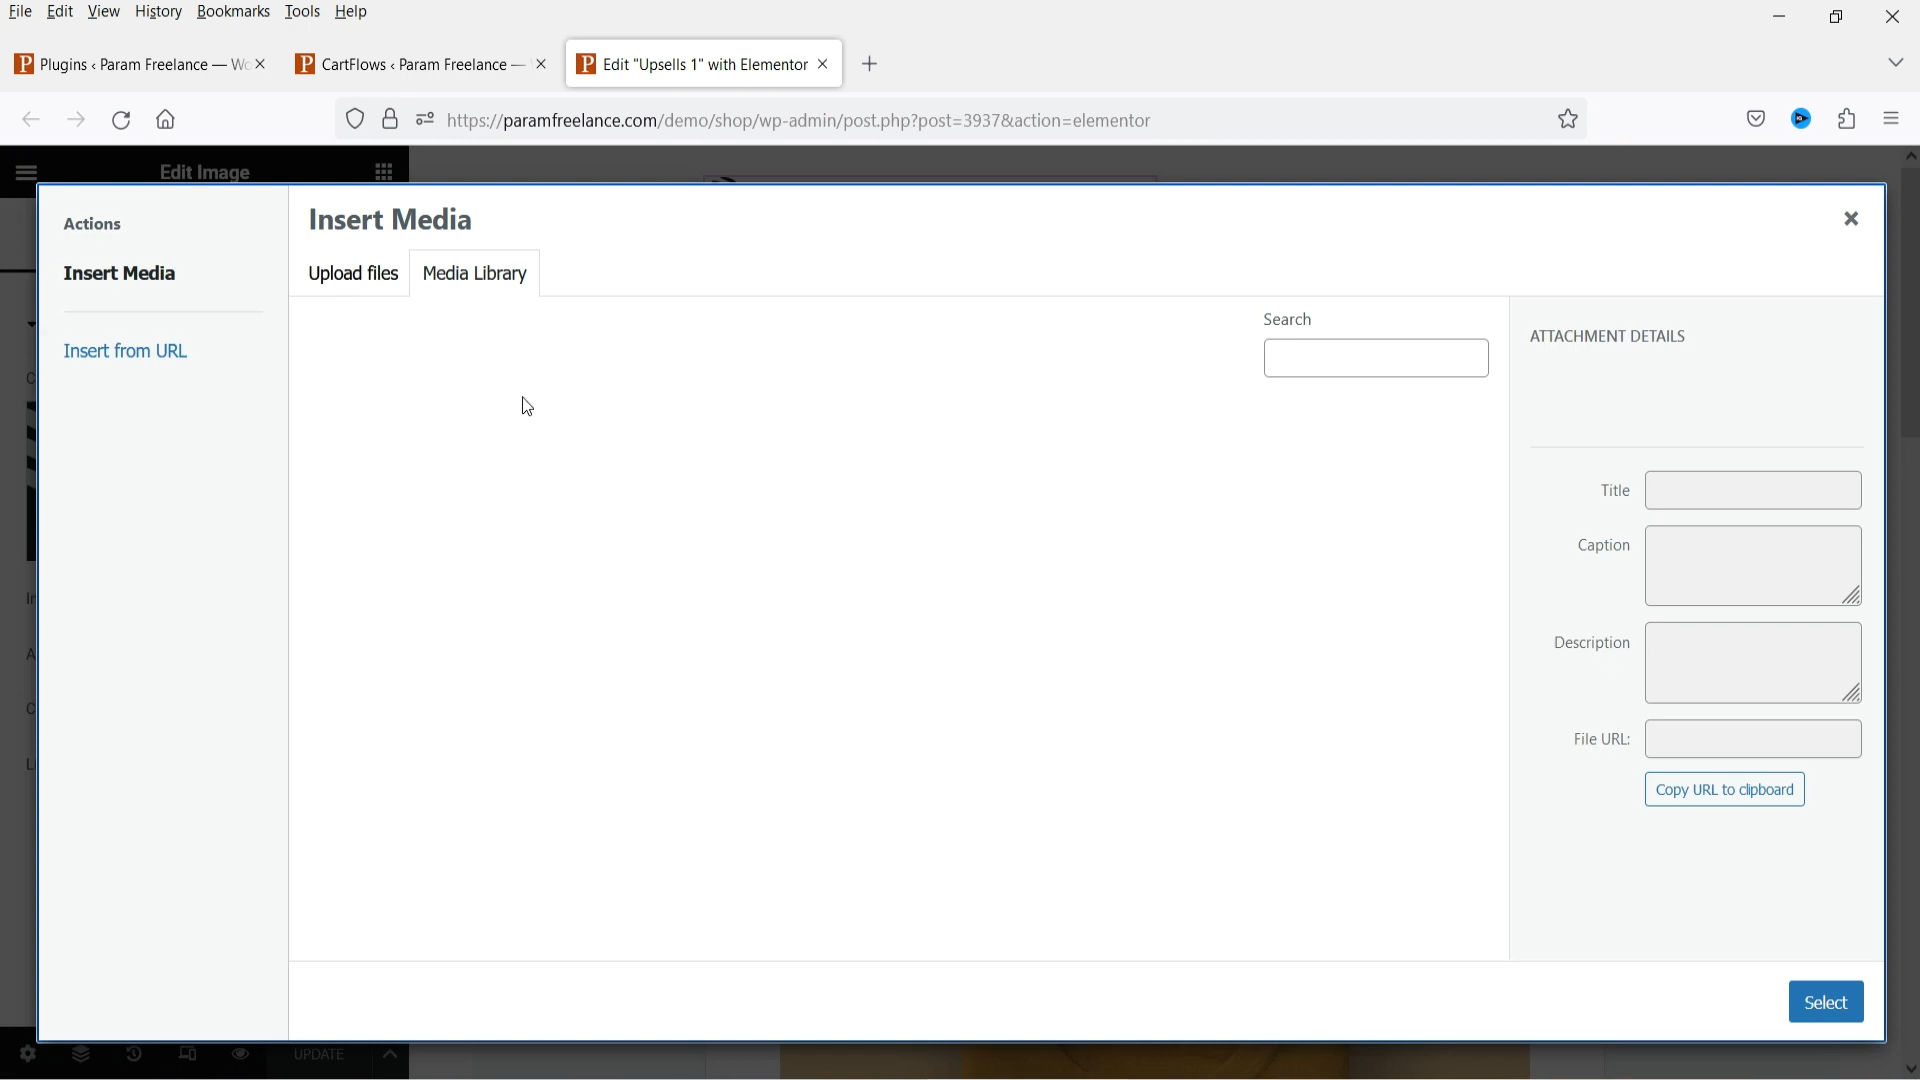 File Edit View History Bookmarks Tools Help
Plugins ‹ Param Freelance — Wo
CartFlows ‹ Param Freelance —
Edit "Upsells 1" with Elementor
https://paramfreelance.com/demo/shop/wp-admin/post.php?post=3937&action=elementor
Edit Image
Actions
Insert Media
Insert from URL
Insert Media
Upload files
Media Library
Search
ATTACHMENT DETAILS
Title
Caption
Description
File URL:
Copy URL to clipboard
Select
UPDATE